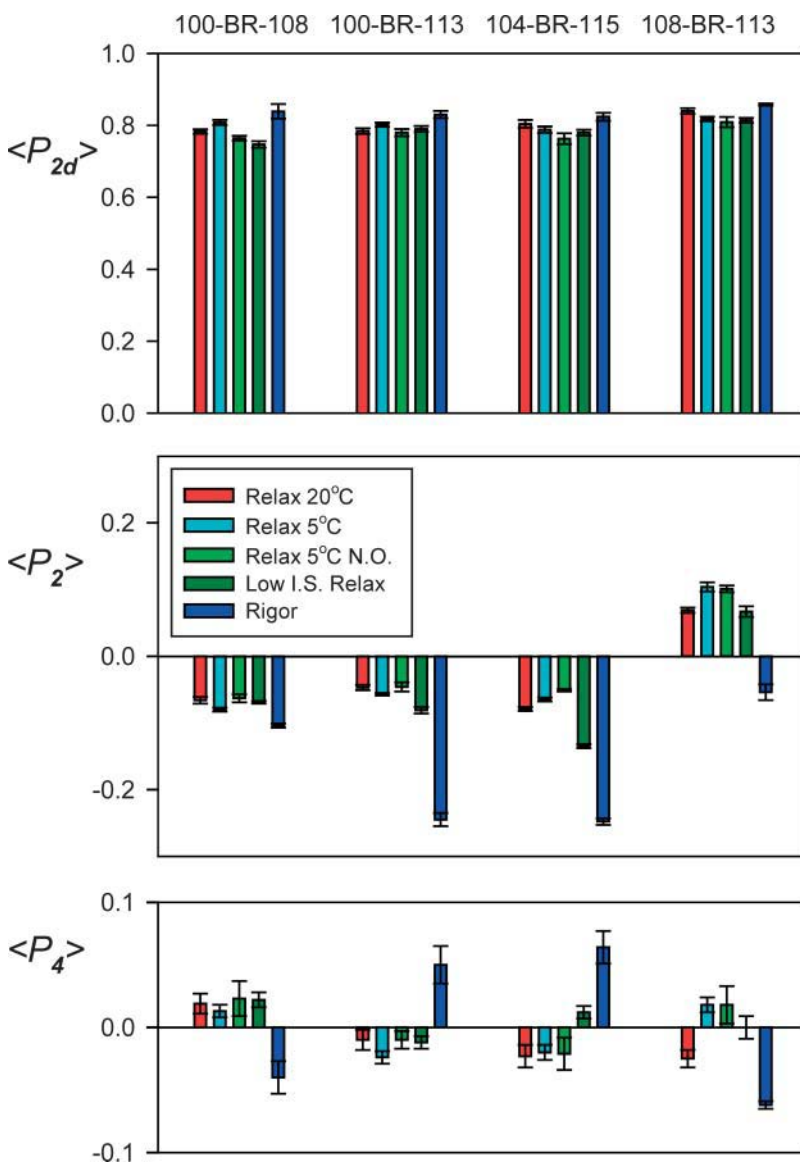 100-BR-108 100-BR-113 104-BR-115 108-BR-113
1.0
0.8
<P2d>
0.6
0.4
0.2
0.0
Relax 20°C
0.2
Relax 5°C
<P2>
Relax 5°C N.O.
Low I.S. Relax
Rigor
0.0
-0.2
0.1
<P4>
0.0
-0.1